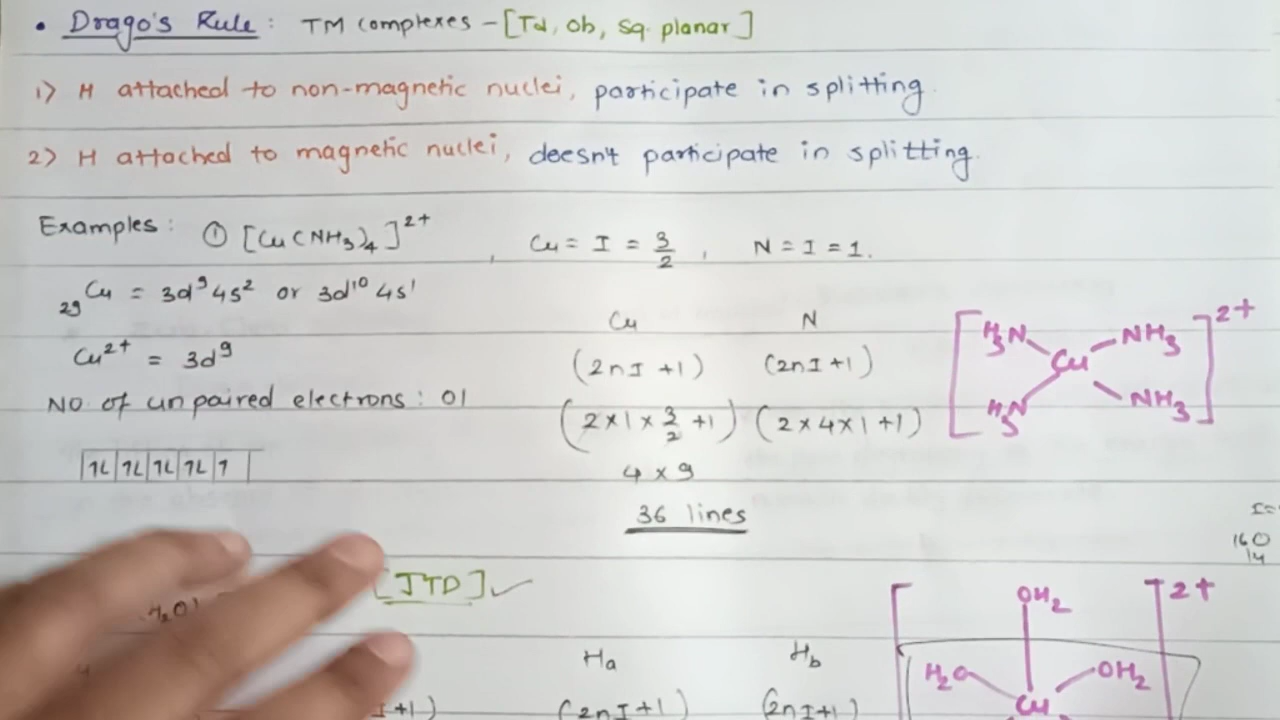 • Drago's Rule : TM complexes - [Td, Oh, Sq. planar]
1) H attached to non-magnetic nuclei, participate in splitting.
2) H attached to magnetic nuclei, deesn't participate in splitting.
Examples : ① [Cu(NH₃)₄]²⁺ , Cu = I = 3/2 , N = I = 1.
₂₉Cu = 3d⁹ 4s² or 3d¹⁰ 4s¹
Cu²⁺ = 3d⁹
No. of unpaired electrons : 01
1L 1L 1L 1L 1
Cu N
(2nI +1) (2nI +1)
(2 × 1 × 3/2 +1) (2 × 4 × 1 +1)
4 × 9
36 lines
[ H₃N NH₃ ]²⁺
Cu
H₃N NH₃
I=
16O
14
[JTD] ✓
Ha Hb
I +1) (2nI +1) (2nI +1)
[ OH₂ ]²⁺
H₂O OH₂
Cu